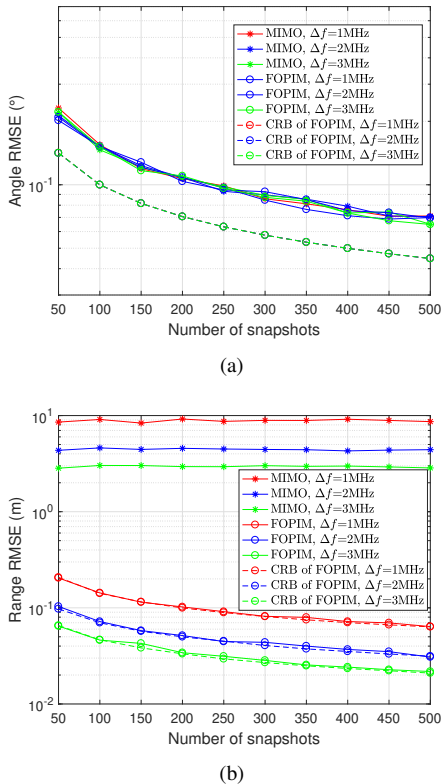 MIMO, Δf=1MHz
MIMO, Δf=2MHz
MIMO, Δf=3MHz
FOPIM, Δf=1MHz
FOPIM, Δf=2MHz
FOPIM, Δf=3MHz
CRB of FOPIM, Δf=1MHz
CRB of FOPIM, Δf=2MHz
CRB of FOPIM, Δf=3MHz
Angle RMSE (°)
10-1
50 100 150 200 250 300 350 400 450 500
Number of snapshots
(a)
101
100
10-1
10-2
Range RMSE (m)
MIMO, Δf=1MHz
MIMO, Δf=2MHz
MIMO, Δf=3MHz
FOPIM, Δf=1MHz
FOPIM, Δf=2MHz
FOPIM, Δf=3MHz
CRB of FOPIM, Δf=1MHz
CRB of FOPIM, Δf=2MHz
CRB of FOPIM, Δf=3MHz
50 100 150 200 250 300 350 400 450 500
Number of snapshots
(b)